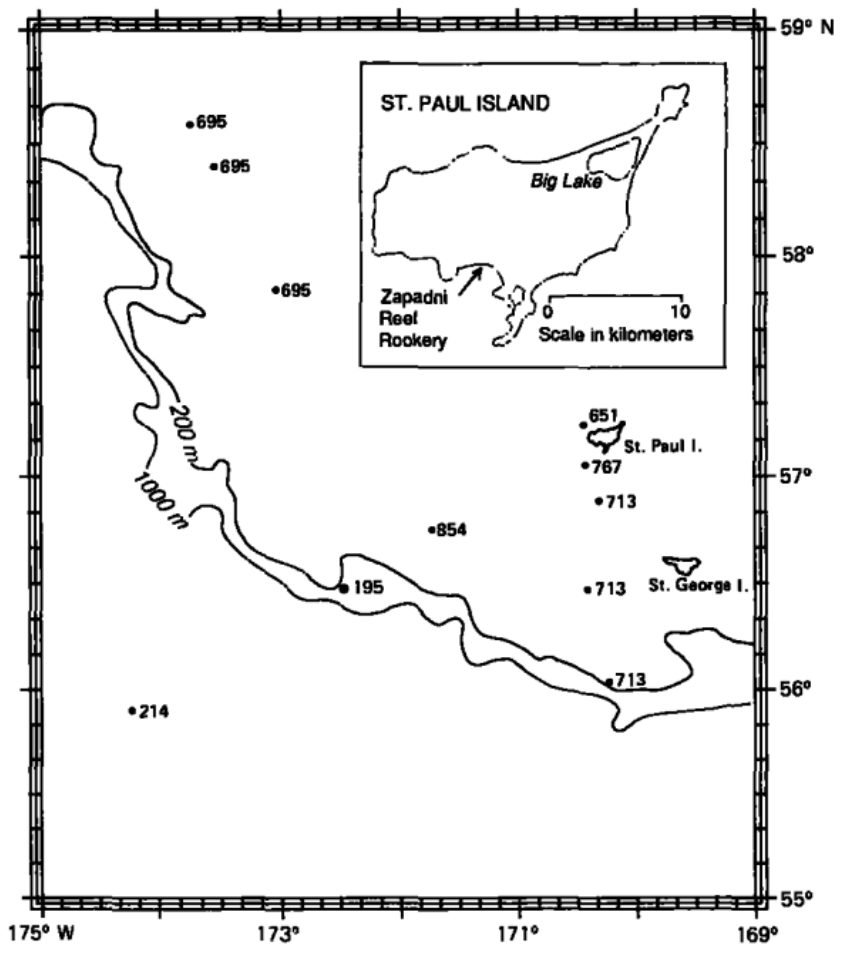 59° N
ST. PAUL ISLAND
695
695
Big Lake
58°
695
Zapadni
Reef
Rookery
0
10
Scale in kilometers
651
200 m
St. Paul I.
767
57°
1000 m
713
854
195
713
St. George I.
713
56°
214
55°
175° W
173°
171°
169°